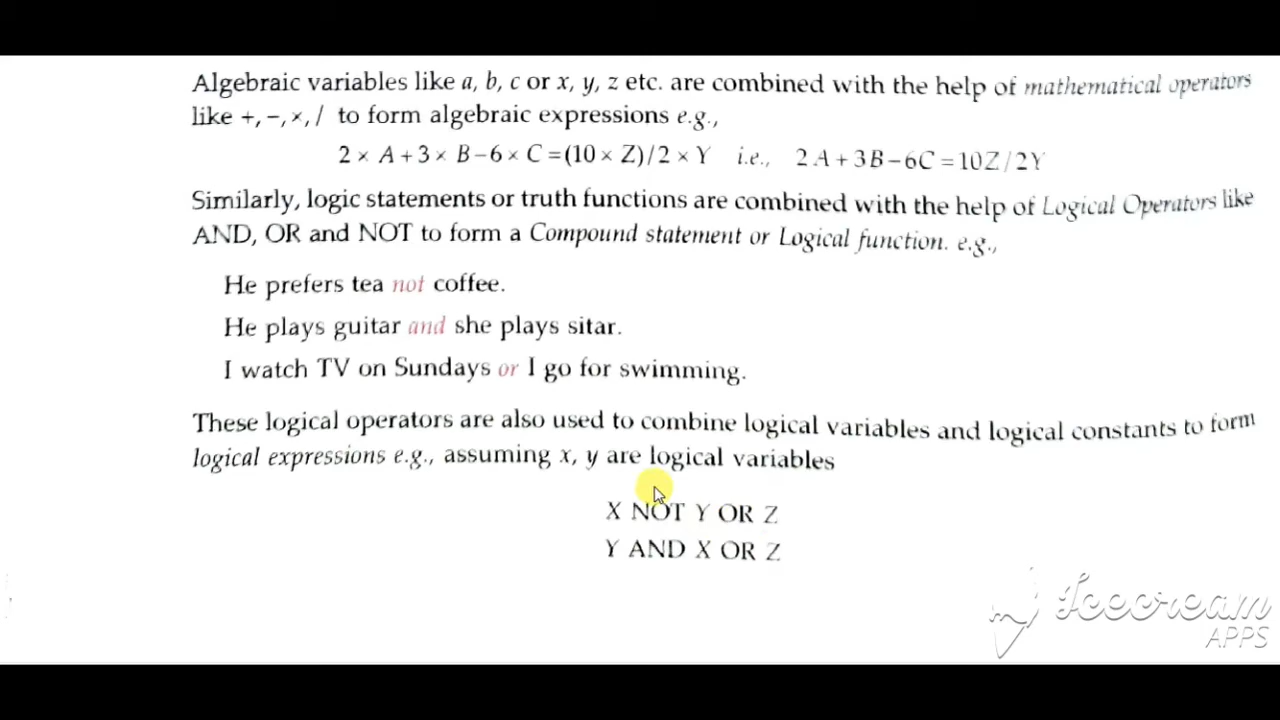 Algebraic variables like a, b, c or x, y, z etc. are combined with the help of mathematical operators
like +, −, ×, / to form algebraic expressions e.g.,
2 × A + 3 × B − 6 × C = (10 × Z)/2 × Y i.e., 2A + 3B − 6C = 10Z/2Y
Similarly, logic statements or truth functions are combined with the help of Logical Operators like
AND, OR and NOT to form a Compound statement or Logical function. e.g.,
He prefers tea not coffee.
He plays guitar and she plays sitar.
I watch TV on Sundays or I go for swimming.
These logical operators are also used to combine logical variables and logical constants to form
logical expressions e.g., assuming x, y are logical variables
X NOT Y OR Z
Y AND X OR Z
Icecream
APPS